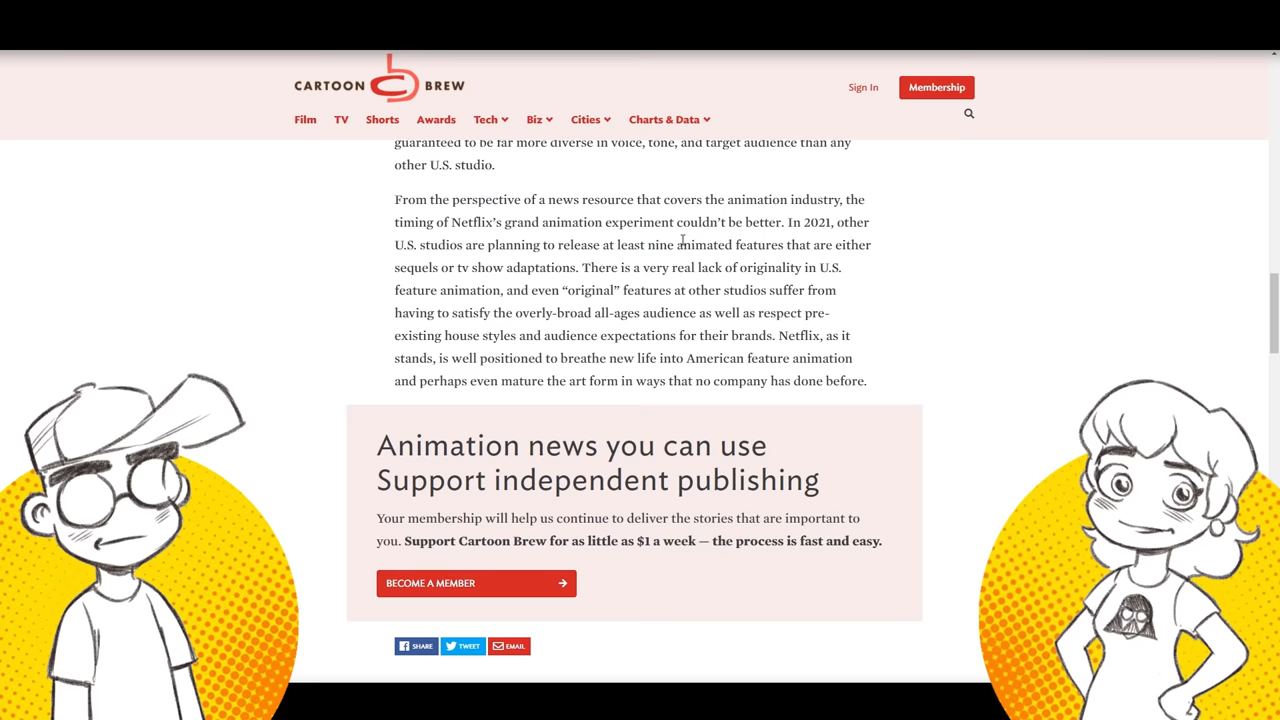 CARTOON BREW
Sign In
Membership
Film TV Shorts Awards Tech Biz Cities Charts & Data
guaranteed to be far more diverse in voice, tone, and target audience than any
other U.S. studio.
From the perspective of a news resource that covers the animation industry, the
timing of Netflix’s grand animation experiment couldn’t be better. In 2021, other
U.S. studios are planning to release at least nine animated features that are either
sequels or tv show adaptations. There is a very real lack of originality in U.S.
feature animation, and even “original” features at other studios suffer from
having to satisfy the overly-broad all-ages audience as well as respect pre-
existing house styles and audience expectations for their brands. Netflix, as it
stands, is well positioned to breathe new life into American feature animation
and perhaps even mature the art form in ways that no company has done before.
Animation news you can use
Support independent publishing
Your membership will help us continue to deliver the stories that are important to
you. Support Cartoon Brew for as little as $1 a week — the process is fast and easy.
BECOME A MEMBER
SHARE TWEET EMAIL